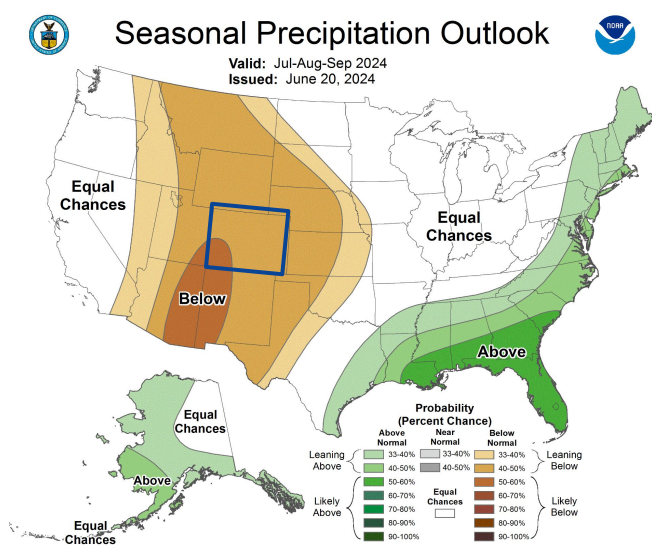 Seasonal Precipitation Outlook
NOAA
Valid: Jul-Aug-Sep 2024
Issued: June 20, 2024
Equal
Chances
Equal
Chances
Below
Above
Equal
Chances
Above
Equal
Chances
Probability
(Percent Chance)
Above
Normal
Near
Normal
Below
Normal
Leaning
Above
33-40%
40-50%
33-40%
40-50%
33-40%
40-50%
Leaning
Below
Likely
Above
50-60%
60-70%
70-80%
80-90%
90-100%
Equal
Chances
50-60%
60-70%
70-80%
80-90%
90-100%
Likely
Below